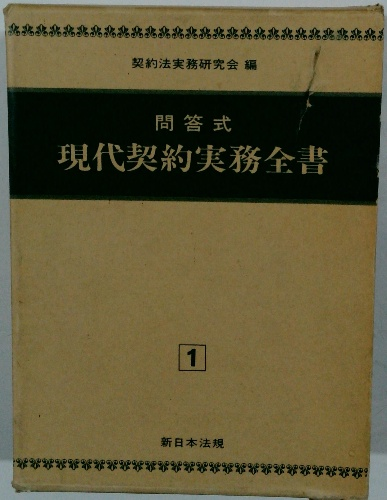 契約法実務研究会 編
問答式
現代契約実務全書
1
新日本法規